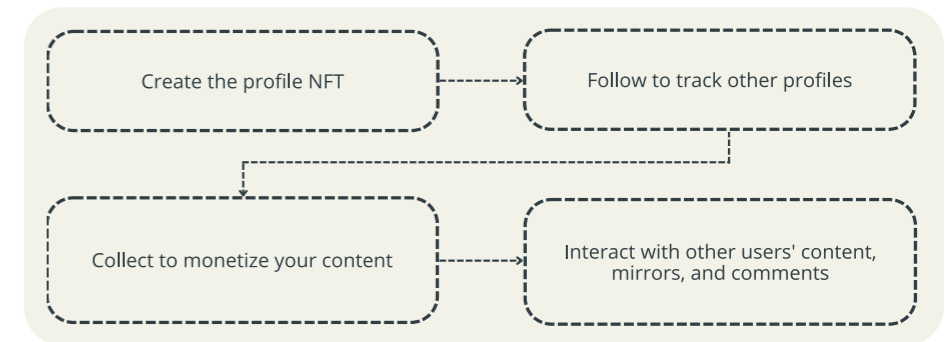 Create the profile NFT
Follow to track other profiles
Collect to monetize your content
Interact with other users' content,
mirrors, and comments